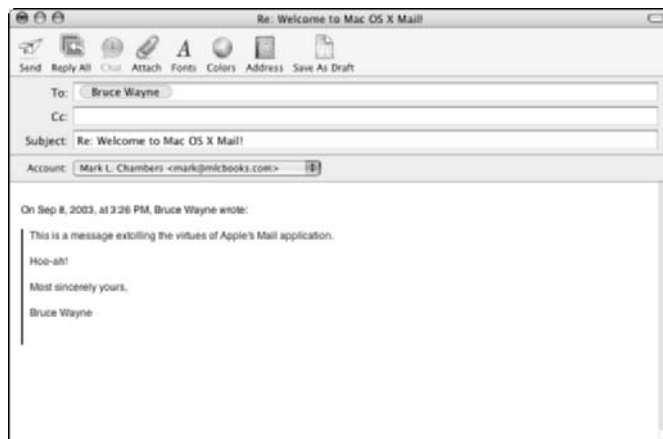 Re: Welcome to Mac OS X Mail!
Send Reply All Chat Attach Fonts Colors Address Save As Draft
To: Bruce Wayne
Cc:
Subject: Re: Welcome to Mac OS X Mail!
Account: Mark L. Chambers <mark@mlcbooks.com>
On Sep 8, 2003, at 3:26 PM, Bruce Wayne wrote:
This is a message extolling the virtues of Apple's Mail application.
Hoo-ah!
Most sincerely yours,
Bruce Wayne